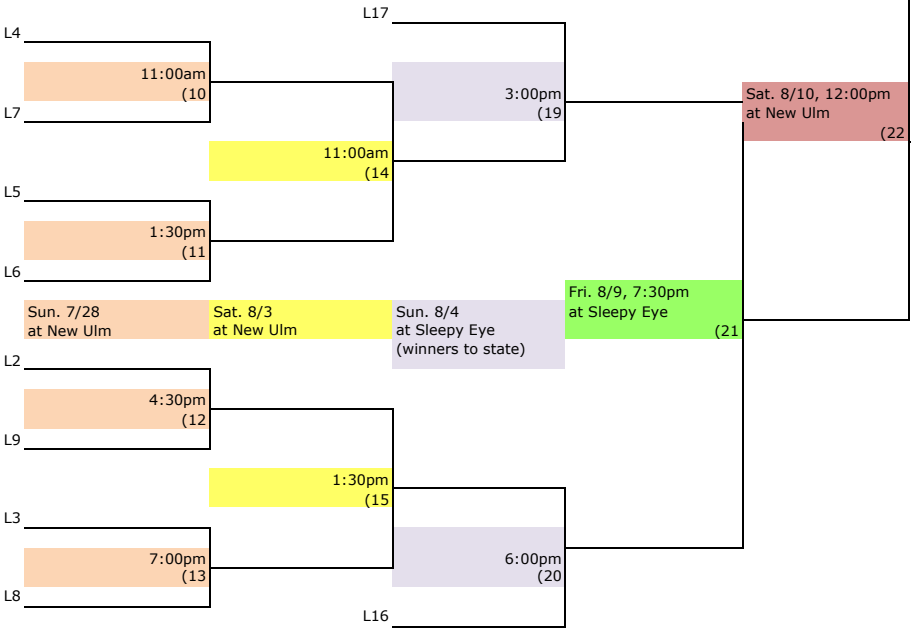 L17
L4
11:00am
(10
L7
3:00pm
(19
Sat. 8/10, 12:00pm
at New Ulm
(22
11:00am
(14
L5
1:30pm
(11
L6
Sun. 7/28
at New Ulm
Sat. 8/3
at New Ulm
Sun. 8/4
at Sleepy Eye
(winners to state)
Fri. 8/9, 7:30pm
at Sleepy Eye
(21
L2
4:30pm
(12
L9
1:30pm
(15
L3
7:00pm
(13
L8
6:00pm
(20
L16